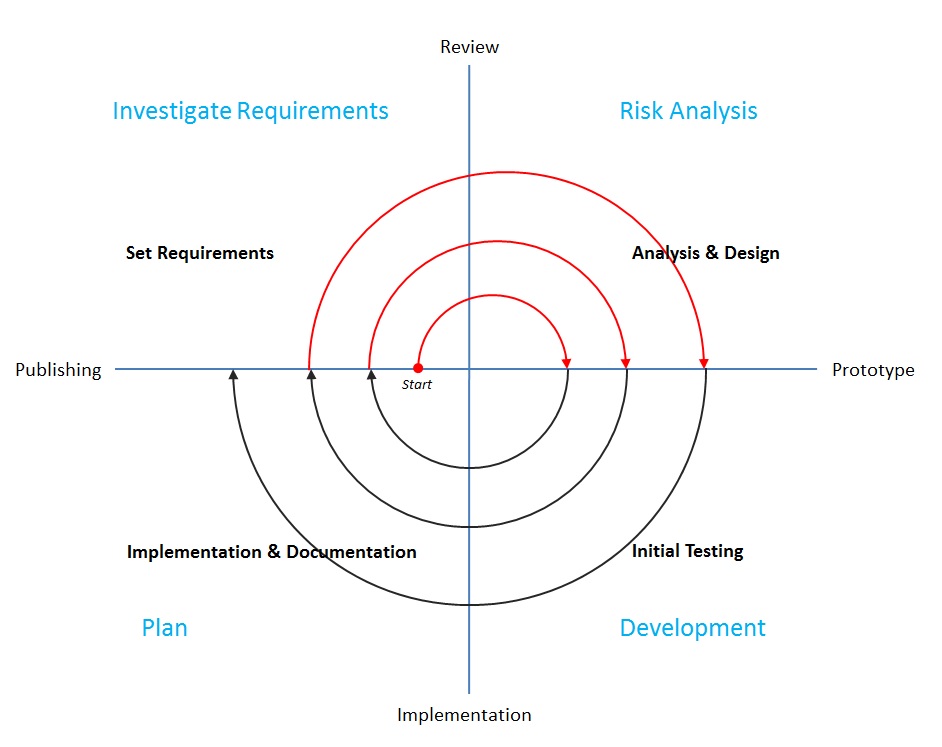 Review
Investigate Requirements
Risk Analysis
Set Requirements
Analysis & Design
Publishing
Prototype
Start
Implementation & Documentation
Initial Testing
Plan
Development
Implementation